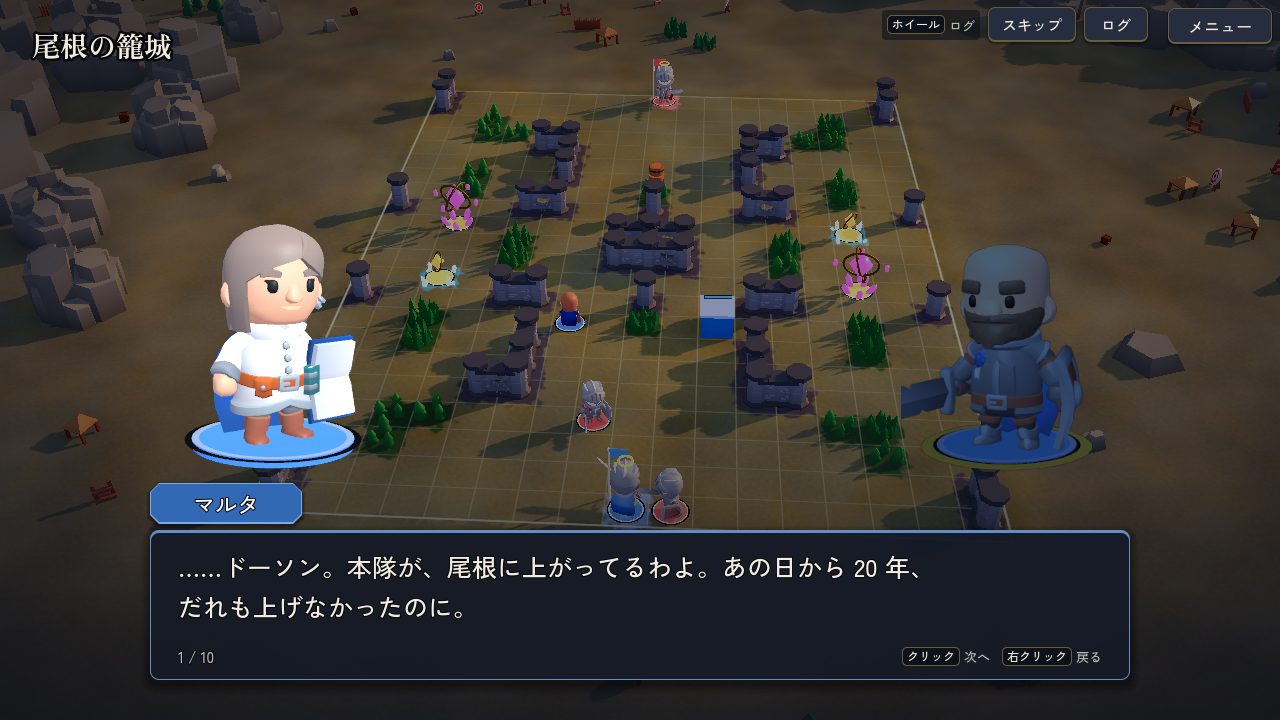 尾根の籠城
ホイール ログ
スキップ
ログ
メニュー
マルタ
……ドーソン。本隊が、尾根に上がってるわよ。あの日から 20 年、
だれも上げなかったのに。
1 / 10
クリック 次へ 右クリック 戻る